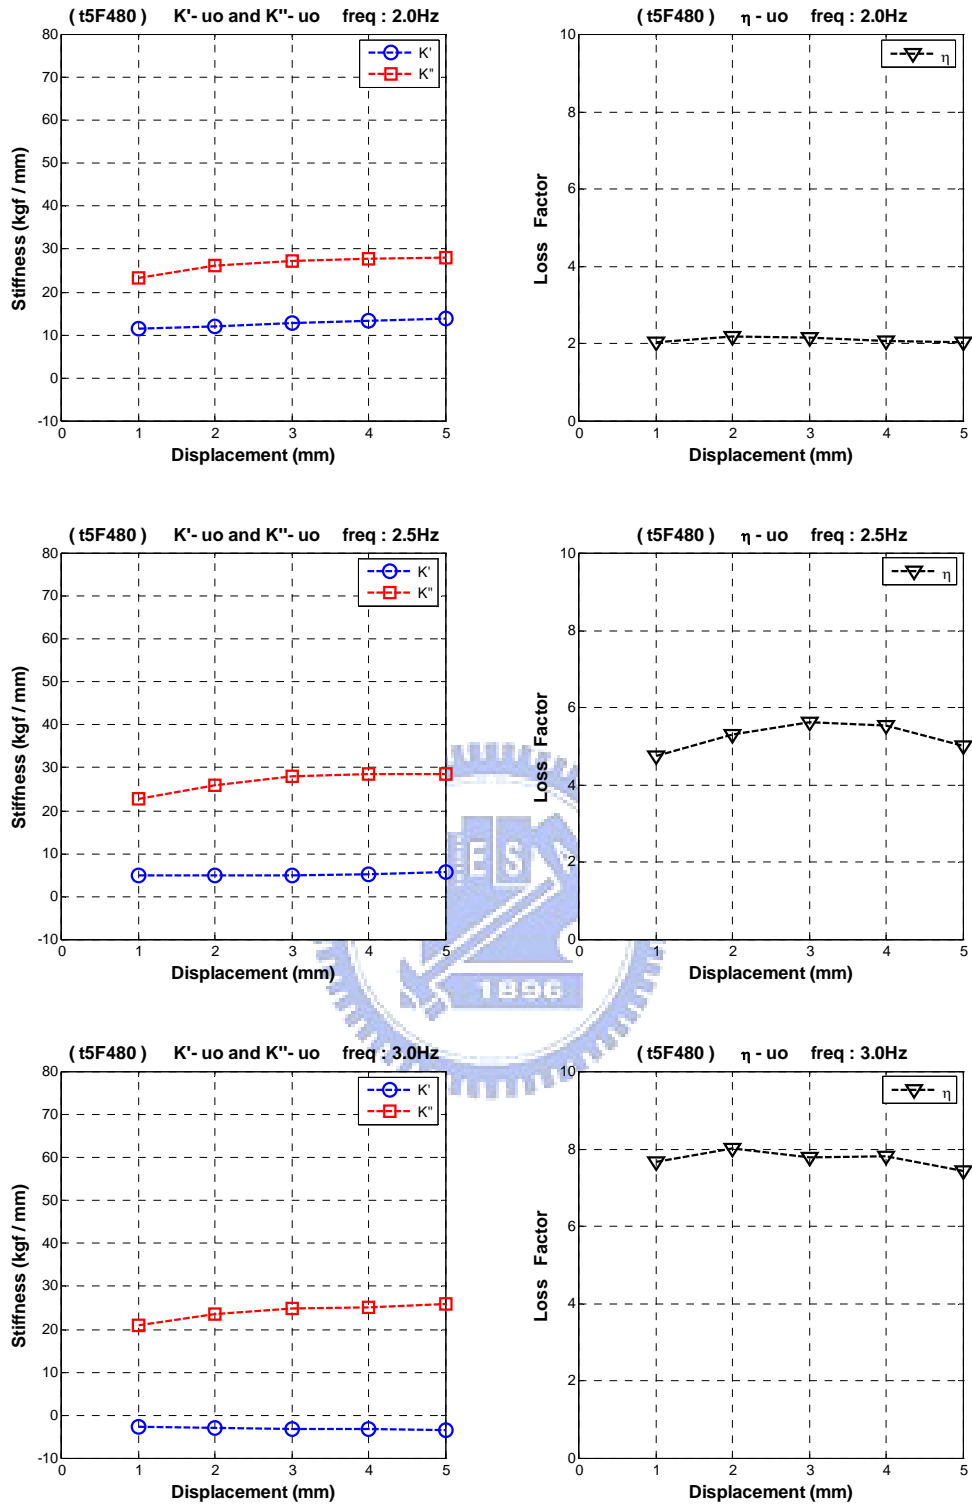 ( t5F480 ) K'- uo and K''- uo freq : 2.0Hz
80
70
60
50
40
30
20
10
0
-10
0 1 2 3 4 5
Stiffness (kgf / mm)
Displacement (mm)
K'
K''
(t5F480 ) η - uo freq : 2.0Hz
10
8
6
4
2
0
0 1 2 3 4 5
Loss Factor
Displacement (mm)
η
( t5F480 ) K'- uo and K''- uo freq : 2.5Hz
80
70
60
50
40
30
20
10
0
-10
0 1 2 3 4 5
Stiffness (kgf / mm)
Displacement (mm)
K'
K''
(t5F480 ) η - uo freq : 2.5Hz
10
8
6
4
2
0
0 1 2 3 4 5
Loss Factor
Displacement (mm)
η
E S
1896
( t5F480 ) K'- uo and K''- uo freq : 3.0Hz
80
70
60
50
40
30
20
10
0
-10
0 1 2 3 4 5
Stiffness (kgf / mm)
Displacement (mm)
K'
K''
(t5F480 ) η - uo freq : 3.0Hz
10
8
6
4
2
0
0 1 2 3 4 5
Loss Factor
Displacement (mm)
η